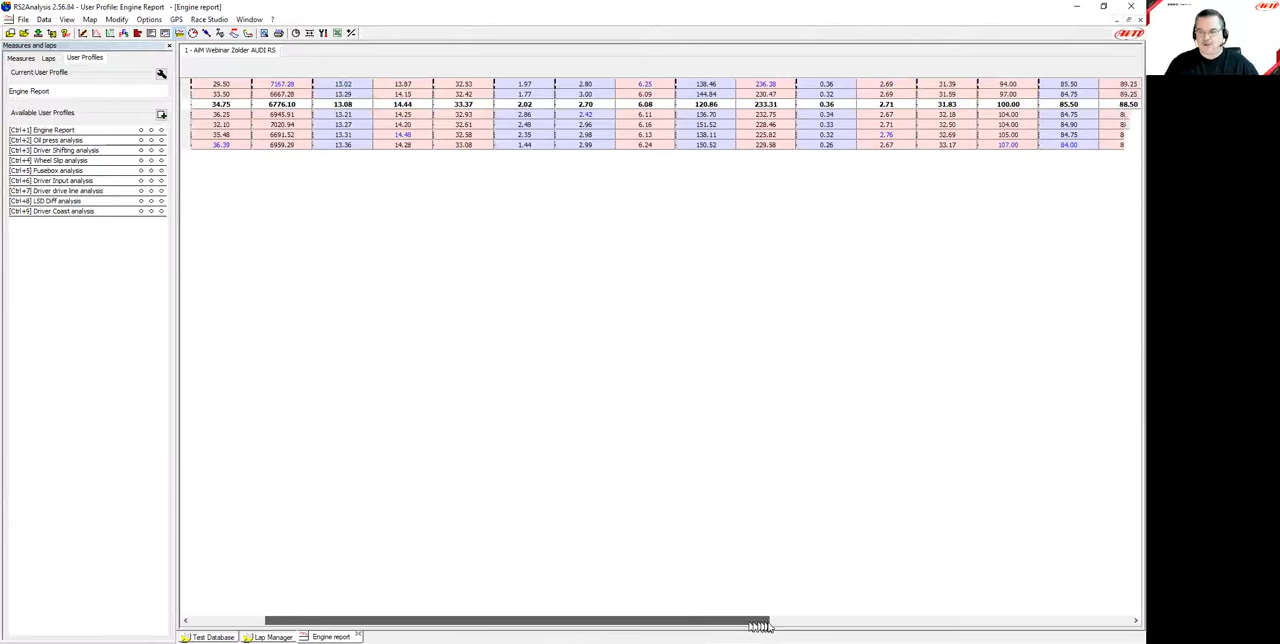 RS2Analysis 2.56.84 - User Profile: Engine Report - [Engine report]
File Data View Map Modify Options GPS Race Studio Window ?
Measures and laps
Measures Laps User Profiles
Current User Profile
Engine Report
Available User Profiles
[Ctrl+1] Engine Report
[Ctrl+2] Oil press analysis
[Ctrl+3] Driver Shifting analysis
[Ctrl+4] Wheel Slip analysis
[Ctrl+5] Fusebox analysis
[Ctrl+6] Driver Input analysis
[Ctrl+7] Driver drive line analysis
[Ctrl+8] LSD Diff analysis
[Ctrl+9] Driver Coast analysis
1 - AiM Webinar Zolder AUDI RS
29.50 7167.28 13.02 13.87 32.53 1.97 2.80 6.25 138.46 236.38 0.36 2.69 31.39 94.00 85.50 89.25
33.50 6667.28 13.29 14.15 32.42 1.77 3.00 6.09 144.84 230.47 0.32 2.69 31.59 97.00 84.75 89.25
34.75 6776.10 13.08 14.44 33.37 2.02 2.70 6.08 120.86 233.31 0.36 2.71 31.83 100.00 85.50 88.50
36.25 6945.91 13.21 14.25 32.93 2.86 2.42 6.11 136.70 232.75 0.34 2.67 32.18 104.00 84.75
32.10 7020.94 13.27 14.20 32.61 2.48 2.96 6.16 151.52 228.46 0.33 2.71 32.50 104.00 84.90
35.48 6691.52 13.31 14.48 32.58 2.35 2.98 6.13 138.11 225.82 0.32 2.76 32.69 105.00 84.75
36.39 6959.29 13.36 14.28 33.08 1.44 2.99 6.24 150.52 229.58 0.26 2.67 33.17 107.00 84.00 8
Test Database Lap Manager Engine report
AiM
AiM